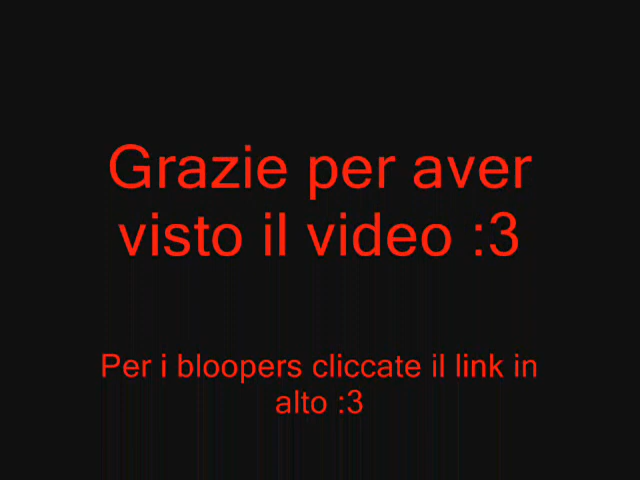 Grazie per aver
visto il video :3
Per i bloopers cliccate il link in
alto :3